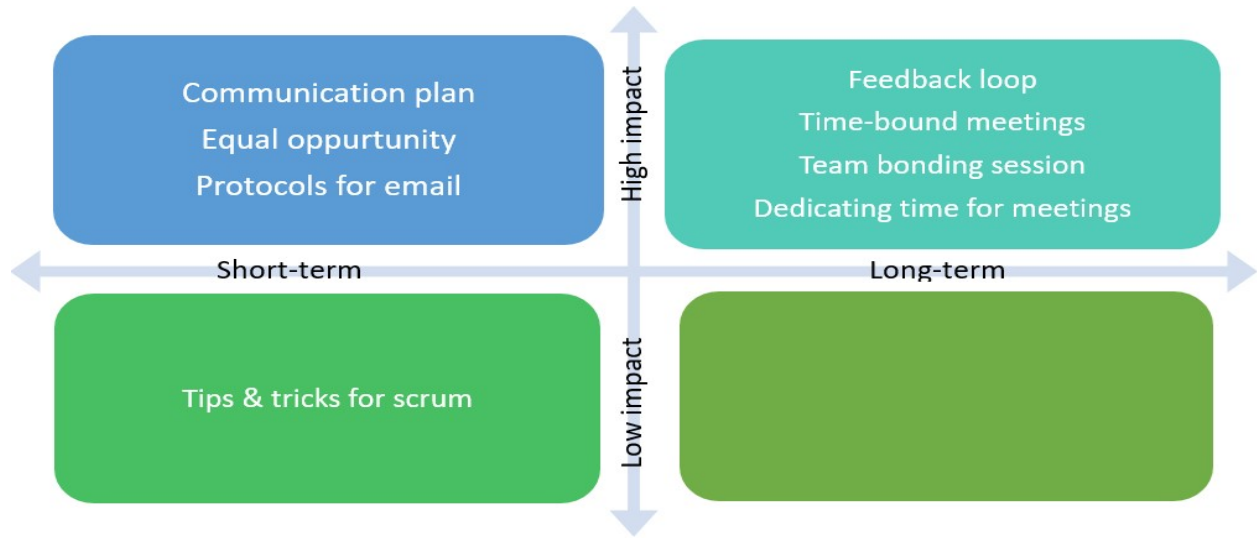 Communication plan
Equal oppurtunity
Protocols for email
High impact
Feedback loop
Time-bound meetings
Team bonding session
Dedicating time for meetings
Short-term
Long-term
Tips & tricks for scrum
Low impact